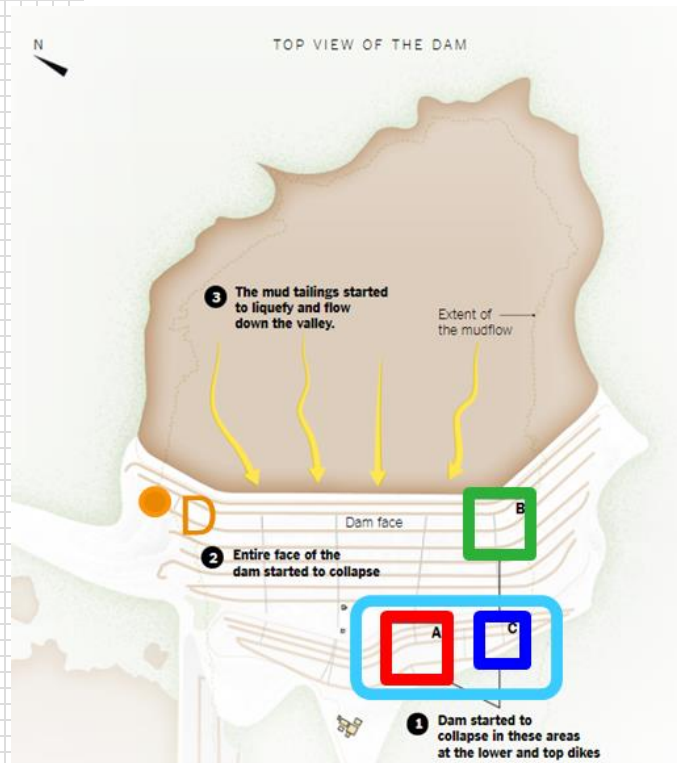 N
TOP VIEW OF THE DAM
3 The mud tailings started
to liquefy and flow
down the valley.
Extent of
the mudflow
B
D
Dam face
2 Entire face of the
dam started to collapse
A
C
1 Dam started to
collapse in these areas
at the lower and top dikes